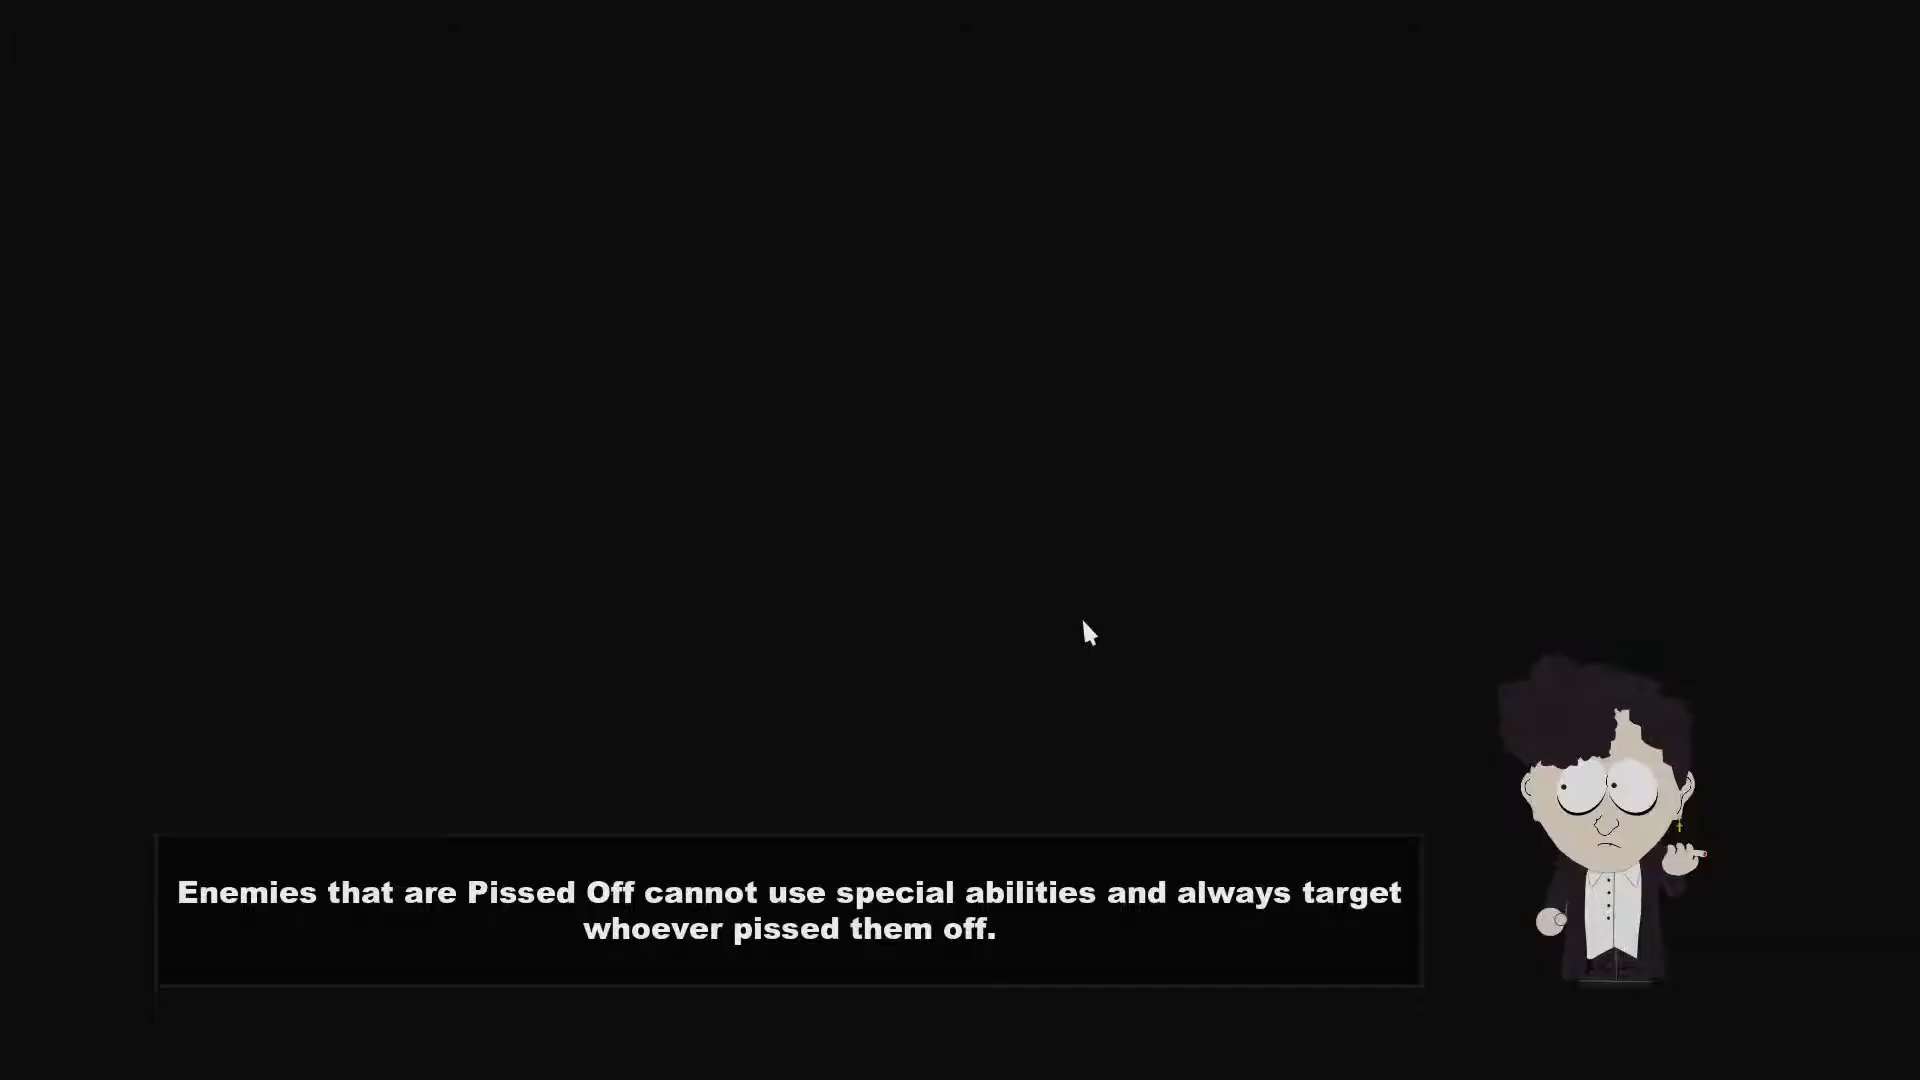 Enemies that are Pissed Off cannot use special abilities and always target
whoever pissed them off.